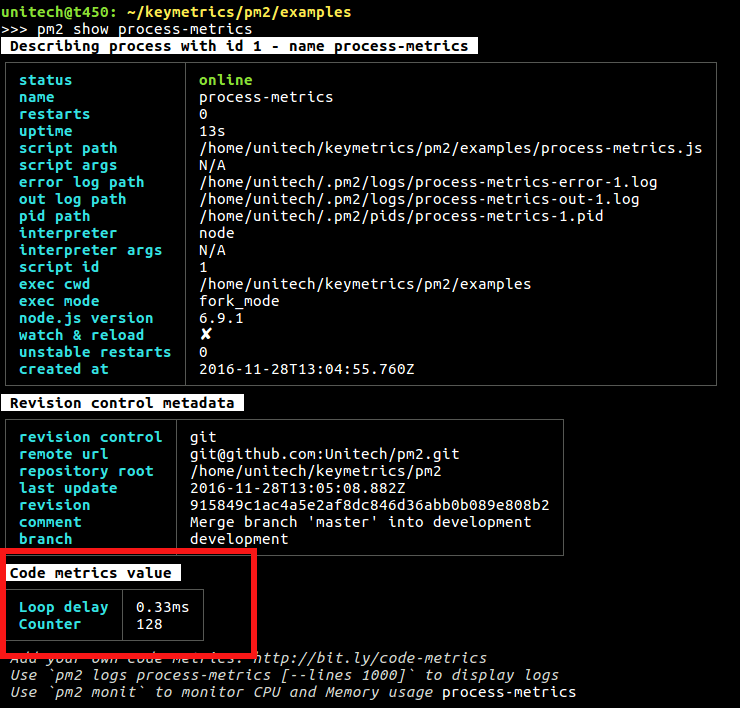 unitech@t450: ~/keymetrics/pm2/examples
>>> pm2 show process-metrics
Describing process with id 1 - name process-metrics
status online
name process-metrics
restarts 0
uptime 13s
script path /home/unitech/keymetrics/pm2/examples/process-metrics.js
script args N/A
error log path /home/unitech/.pm2/logs/process-metrics-error-1.log
out log path /home/unitech/.pm2/logs/process-metrics-out-1.log
pid path /home/unitech/.pm2/pids/process-metrics-1.pid
interpreter node
interpreter args N/A
script id 1
exec cwd /home/unitech/keymetrics/pm2/examples
exec mode fork_mode
node.js version 6.9.1
watch & reload ✘
unstable restarts 0
created at 2016-11-28T13:04:55.760Z
Revision control metadata
revision control git
remote url git@github.com:Unitech/pm2.git
repository root /home/unitech/keymetrics/pm2
last update 2016-11-28T13:05:08.882Z
revision 915849c1ac4a5e2af8dc846d36abb0b089e808b2
comment Merge branch 'master' into development
branch development
Code metrics value
Loop delay 0.33ms
Counter 128
Add your own code metrics: http://bit.ly/code-metrics
Use `pm2 logs process-metrics [--lines 1000]` to display logs
Use `pm2 monit` to monitor CPU and Memory usage process-metrics